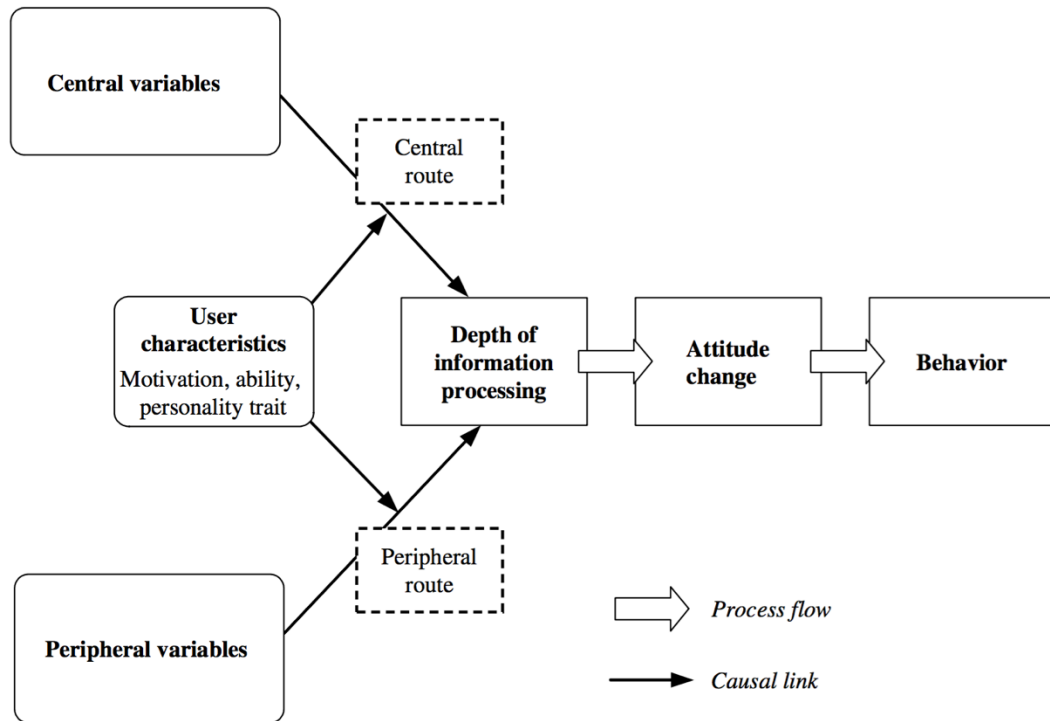 Central variables
Central
route
User
characteristics
Motivation, ability,
personality trait
Depth of
information
processing
Attitude
change
Behavior
Peripheral
route
Peripheral variables
Process flow
Causal link